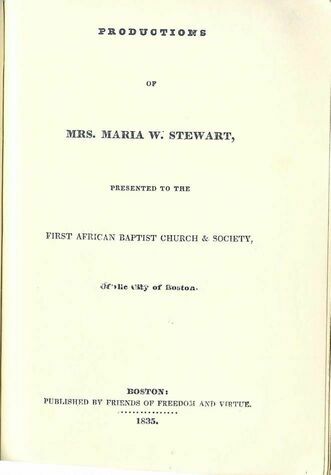 PRODUCTIONS
OF
MRS. MARIA W. STEWART,
PRESENTED TO THE
FIRST AFRICAN BAPTIST CHURCH & SOCIETY,
Of the City of Boston.
BOSTON:
PUBLISHED BY FRIENDS OF FREEDOM AND VIRTUE.
1835.